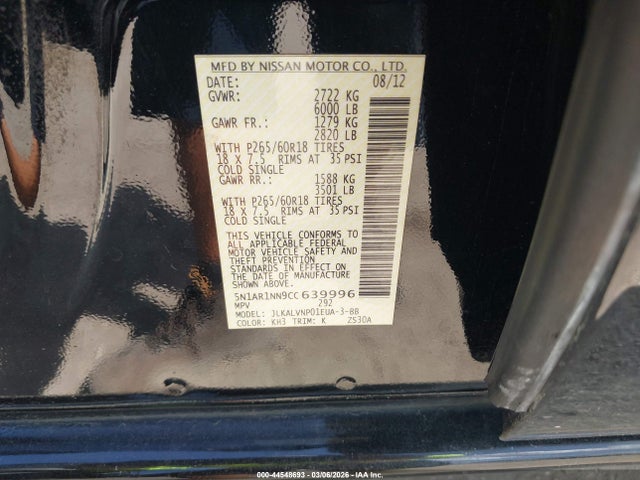 MFD BY NISSAN MOTOR CO., LTD.
DATE: 08/12
GVWR: 2722 KG
6000 LB
GAWR FR.: 1279 KG
2820 LB
WITH P265/60R18 TIRES
18 X 7.5 RIMS AT 35 PSI
COLD SINGLE
GAWR RR.: 1588 KG
3501 LB
WITH P265/60R18 TIRES
18 X 7.5 RIMS AT 35 PSI
COLD SINGLE
THIS VEHICLE CONFORMS TO
ALL APPLICABLE FEDERAL
MOTOR VEHICLE SAFETY AND
THEFT PREVENTION
STANDARDS IN EFFECT ON
THE DATE OF MANUFACTURE
SHOWN ABOVE.
5N1AR1NN9CC639996
MPV 292
MODEL: JLKALVNP01EUA-3-BB
COLOR: KH3 TRIM: K ZS30A
000-44548693 - 03/06/2026 - IAAI.COM